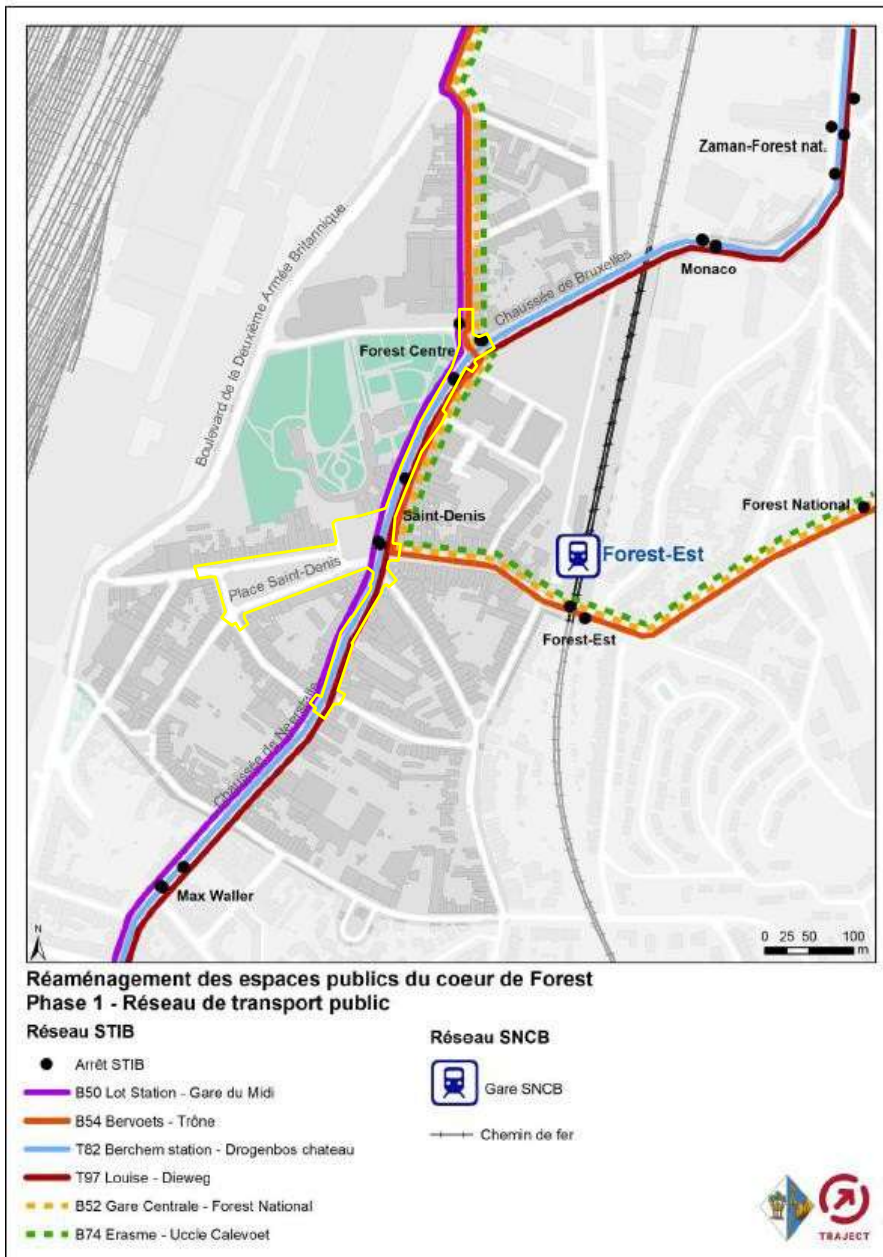 Zaman-Forest nat.
Monaco
Chaussée de Bruxelles
Boulevard de la Deuxième Armée Britannique
Forest Centre
Saint-Denis
Forest National
Place Saint-Denis
Forest-Est
Forest-Est
Chaussée de Neerstalle
Max Waller
N
0 25 50 100
m
Réaménagement des espaces publics du coeur de Forest
Phase 1 - Réseau de transport public
Réseau STIB
Arrêt STIB
B50 Lot Station - Gare du Midi
B54 Bervoets - Trône
T82 Berchem station - Drogenbos chateau
T97 Louise - Dieweg
B52 Gare Centrale - Forest National
B74 Erasme - Uccle Calevoet
Réseau SNCB
Gare SNCB
Chemin de fer
TRAJECT